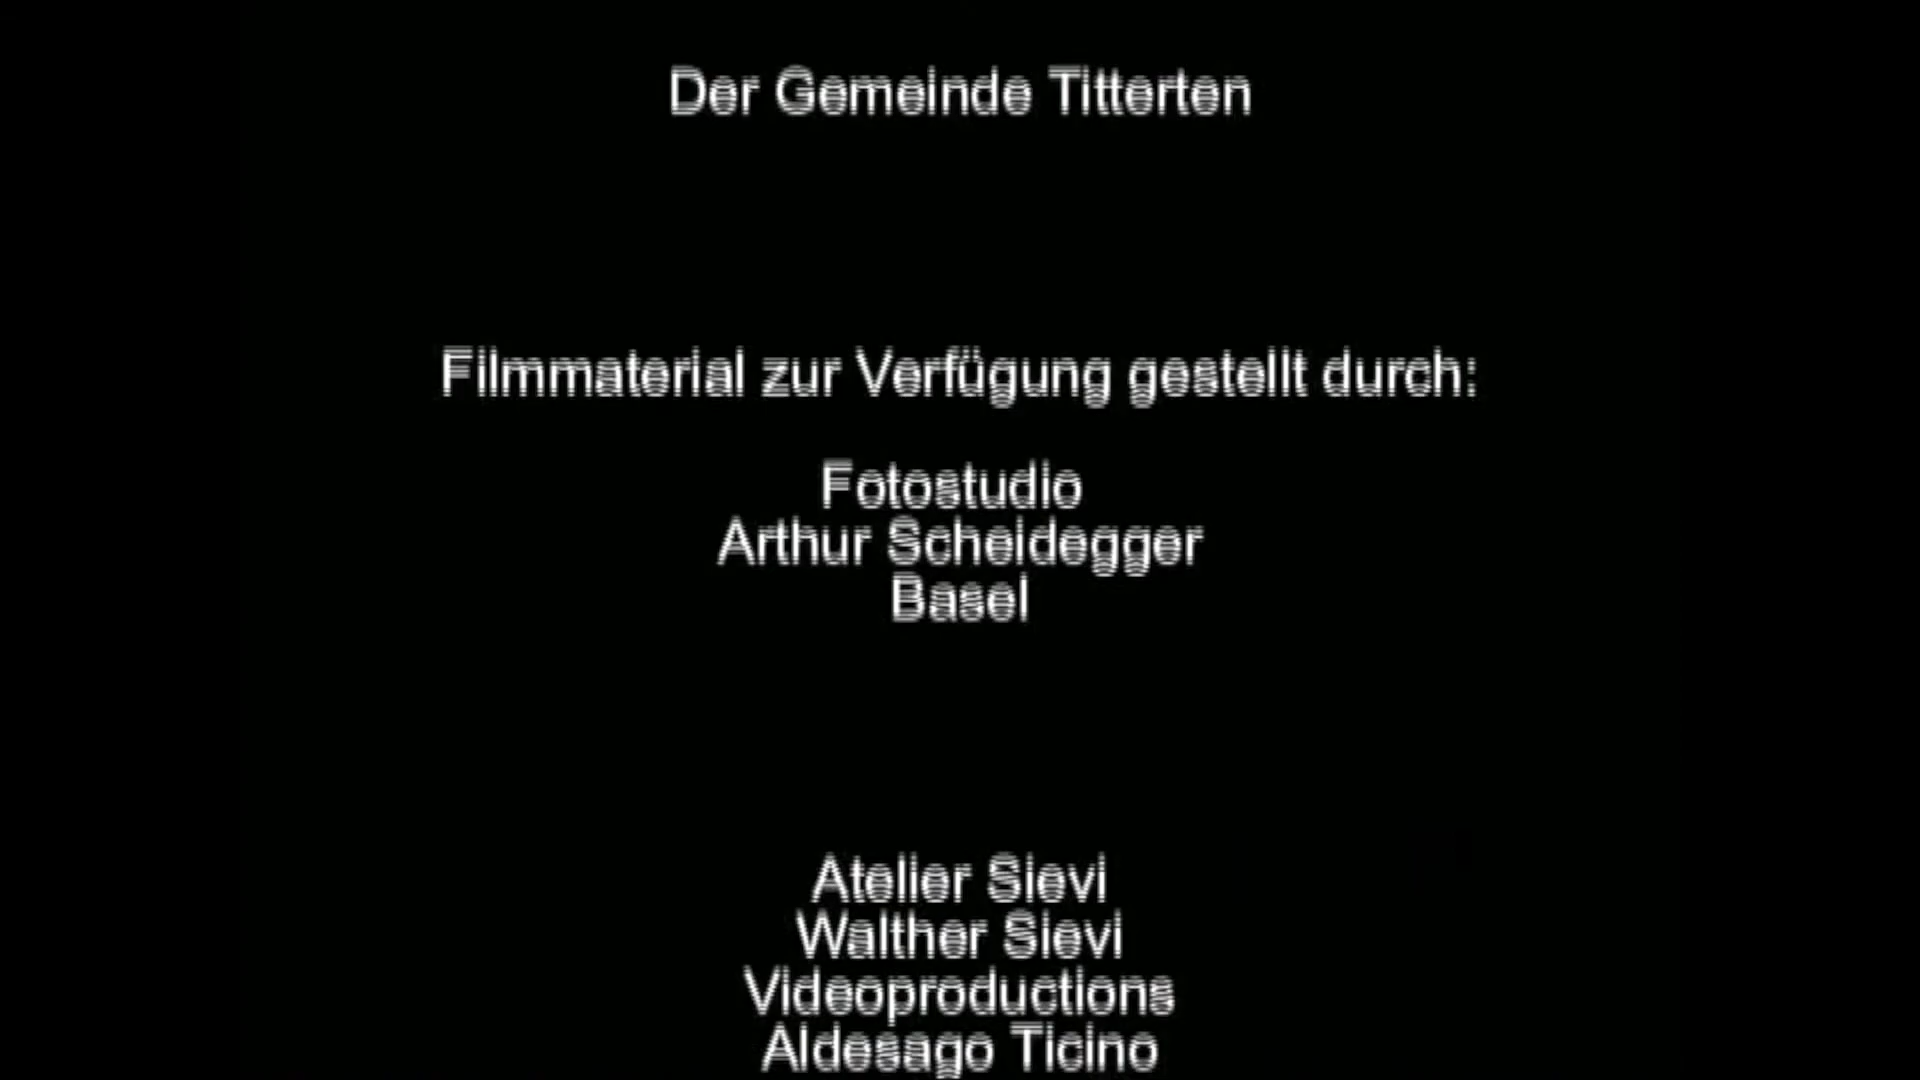 Der Gemeinde Titterten
Filmmaterial zur Verfügung gestellt durch:
Fotostudio
Arthur Scheidegger
Basel
Atelier Sievi
Walther Sievi
Videoproductions
Aldesago Ticino